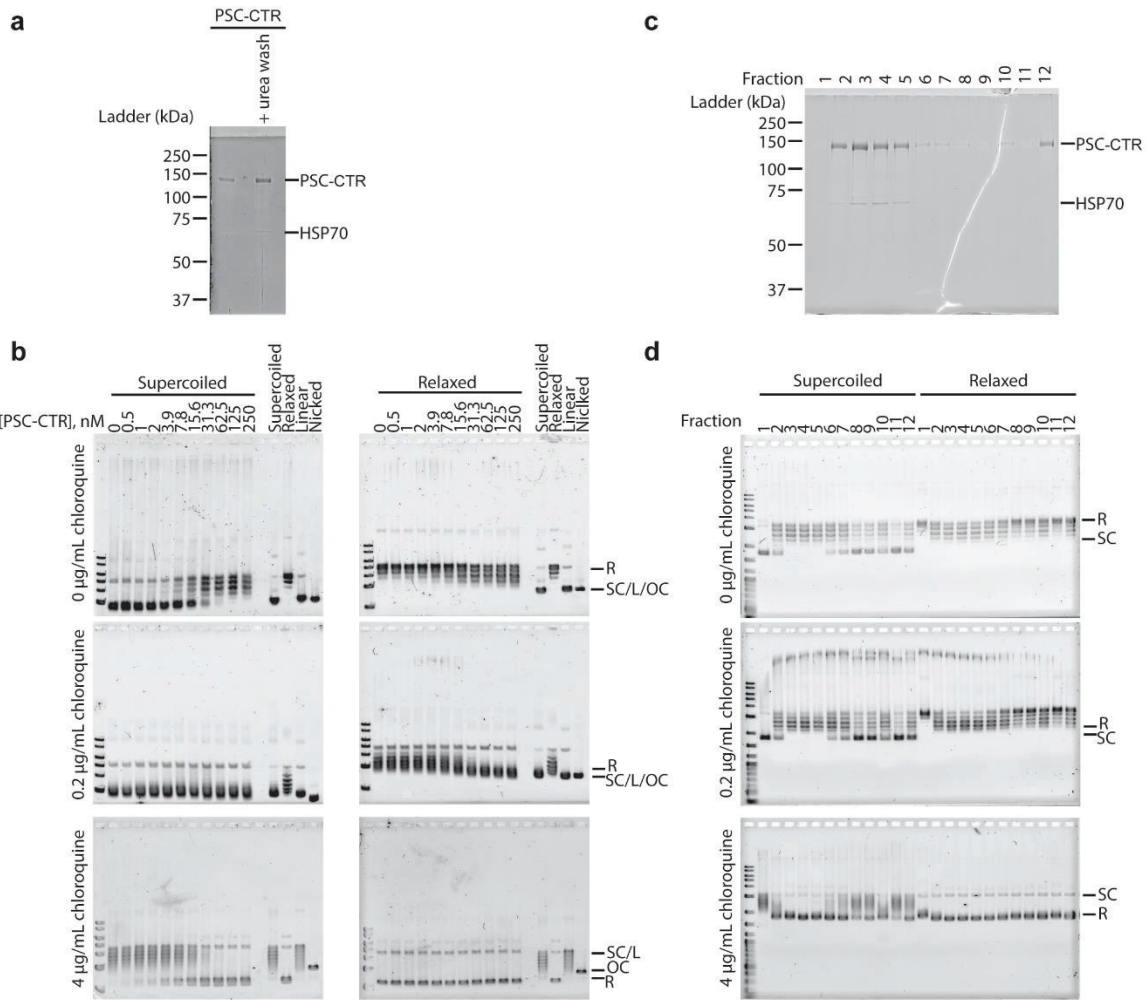 a
PSC-CTR
+ urea wash
Ladder (kDa)
250
150
100
75
50
37
PSC-CTR
HSP70
b
Supercoiled
[PSC-CTR], nM
0 0.5 1 2 3.9 7.8 15.6 31.3 62.5 125 250
Supercoiled Relaxed Linear Nicked
Relaxed
0 0.5 1 2 3.9 7.8 15.6 31.3 62.5 125 250
Supercoiled Relaxed Linear Nicked
0 μg/mL chloroquine
R
SC/L/OC
0.2 μg/mL chloroquine
R
SC/L/OC
4 μg/mL chloroquine
SC/L
OC
R
c
Fraction 1 2 3 4 5 6 7 8 9 10 11 12
Ladder (kDa)
250
150
100
75
50
37
PSC-CTR
HSP70
d
Supercoiled Relaxed
Fraction 1 2 3 4 5 6 7 8 9 10 11 12 1 2 3 4 5 6 7 8 9 10 11 12
0 μg/mL chloroquine
R
SC
0.2 μg/mL chloroquine
R
SC
4 μg/mL chloroquine
SC
R